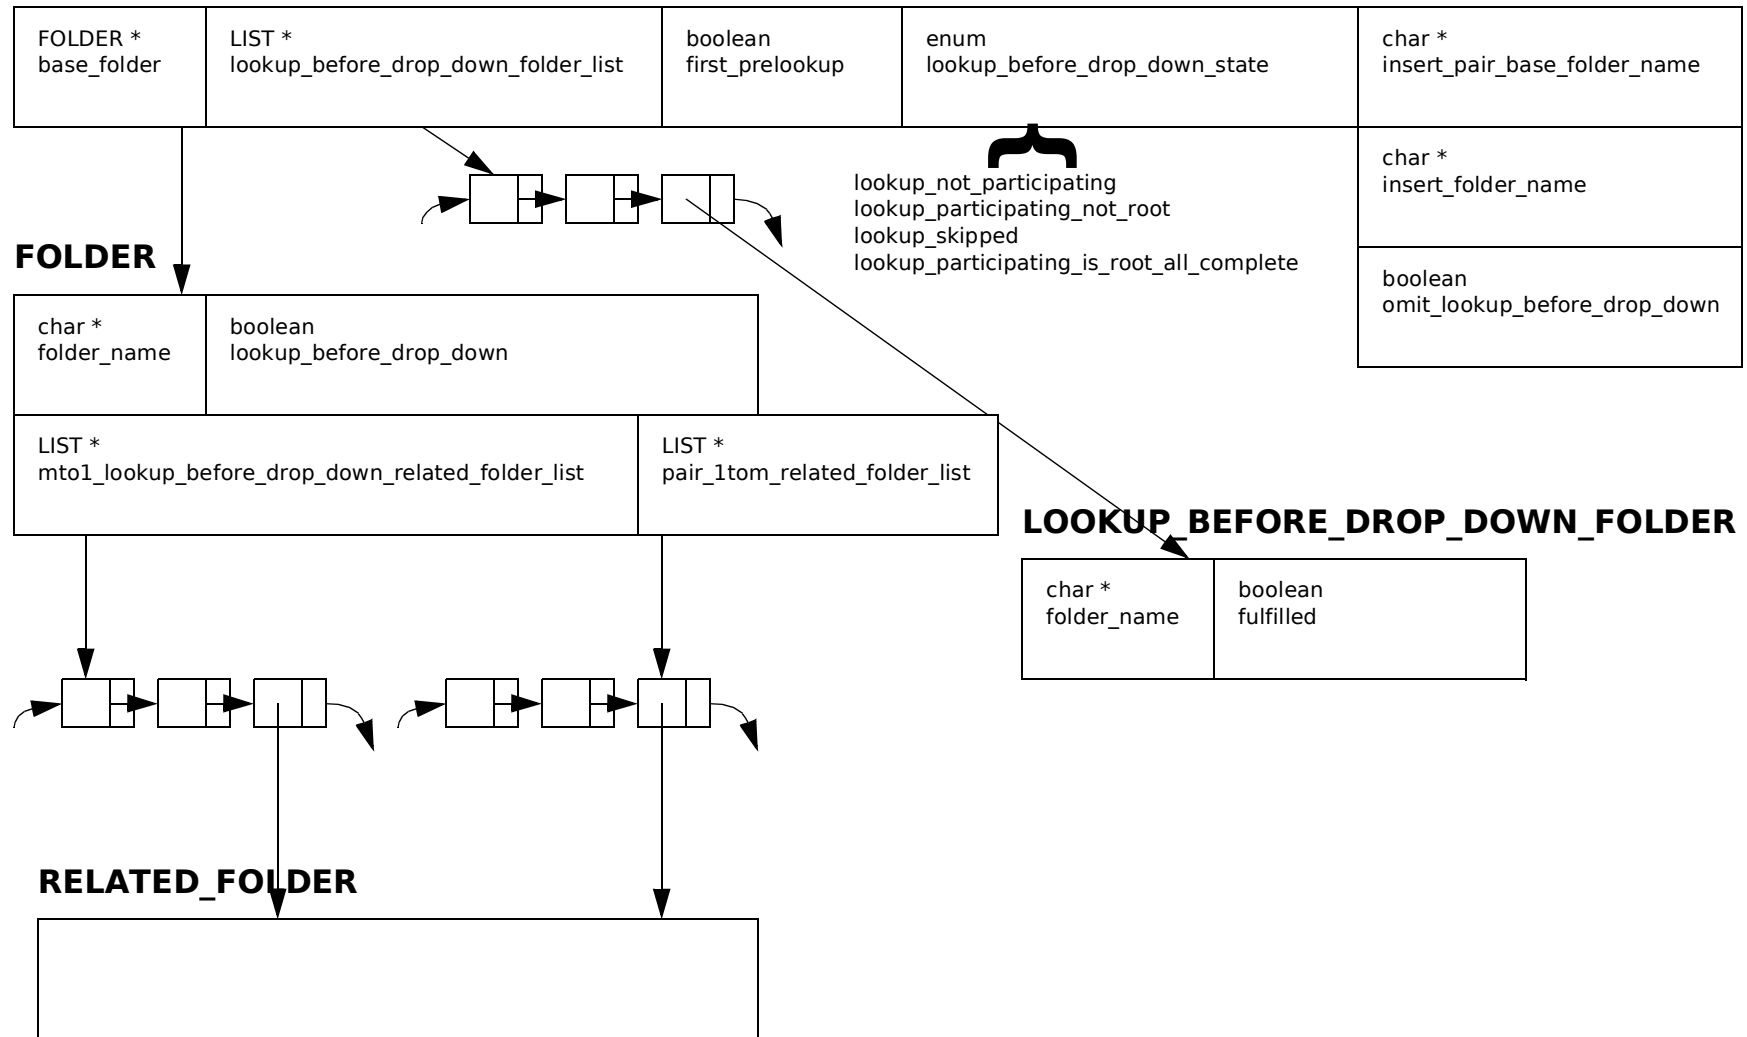 FOLDER *
base_folder
LIST *
lookup_before_drop_down_folder_list
boolean
first_prelookup
enum
lookup_before_drop_down_state
char *
insert_pair_base_folder_name
{
lookup_not_participating
lookup_participating_not_root
lookup_skipped
lookup_participating_is_root_all_complete
char *
insert_folder_name
boolean
omit_lookup_before_drop_down
FOLDER
char *
folder_name
boolean
lookup_before_drop_down
LIST *
mto1_lookup_before_drop_down_related_folder_list
LIST *
pair_1tom_related_folder_list
LOOKUP_BEFORE_DROP_DOWN_FOLDER
char *
folder_name
boolean
fulfilled
RELATED_FOLDER